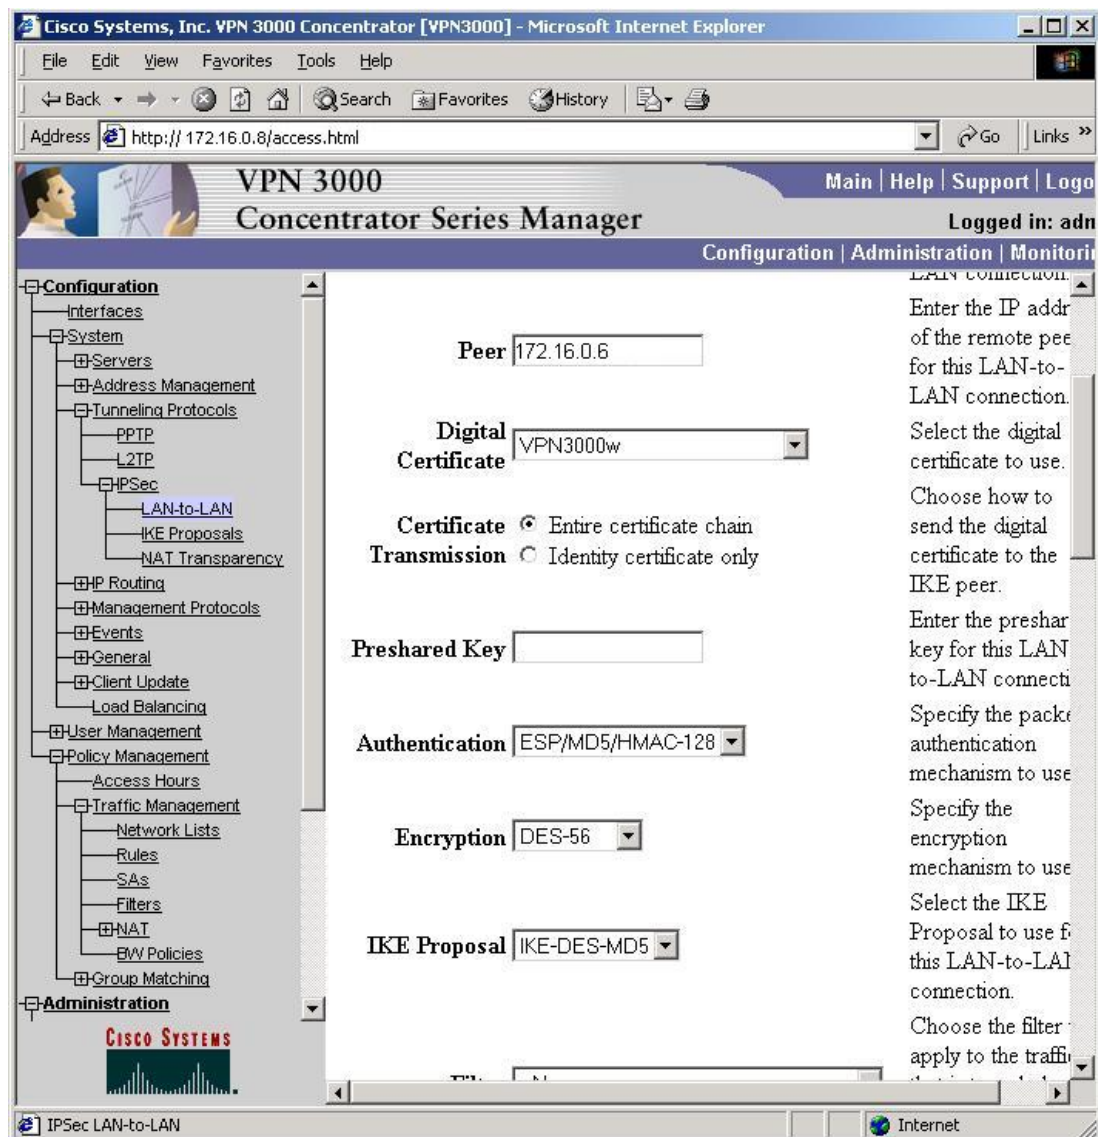 Cisco Systems, Inc. VPN 3000 Concentrator [VPN3000] - Microsoft Internet Explorer
File Edit View Favorites Tools Help
Back Search Favorites History
Address http:// 172.16.0.8/access.html Go Links »
VPN 3000
Concentrator Series Manager
Main | Help | Support | Logo
Logged in: adn
Configuration | Administration | Monitori
Configuration
Interfaces
System
Servers
Address Management
Tunneling Protocols
PPTP
L2TP
IPSec
LAN-to-LAN
IKE Proposals
NAT Transparency
IP Routing
Management Protocols
Events
General
Client Update
Load Balancing
User Management
Policy Management
Access Hours
Traffic Management
Network Lists
Rules
SAs
Filters
NAT
BW Policies
Group Matching
Administration
CISCO SYSTEMS
LAN connection.
Peer 172.16.0.6
Enter the IP addr
of the remote pee
for this LAN-to-
LAN connection.
Digital
Certificate
VPN3000w
Select the digital
certificate to use.
Certificate
Transmission
Entire certificate chain
Identity certificate only
Choose how to
send the digital
certificate to the
IKE peer.
Preshared Key
Enter the preshar
key for this LAN
to-LAN connecti
Authentication ESP/MD5/HMAC-128
Specify the packe
authentication
mechanism to use
Encryption DES-56
Specify the
encryption
mechanism to use
IKE Proposal IKE-DES-MD5
Select the IKE
Proposal to use f
this LAN-to-LAN
connection.
Choose the filter
apply to the traffi
IPSec LAN-to-LAN
Internet